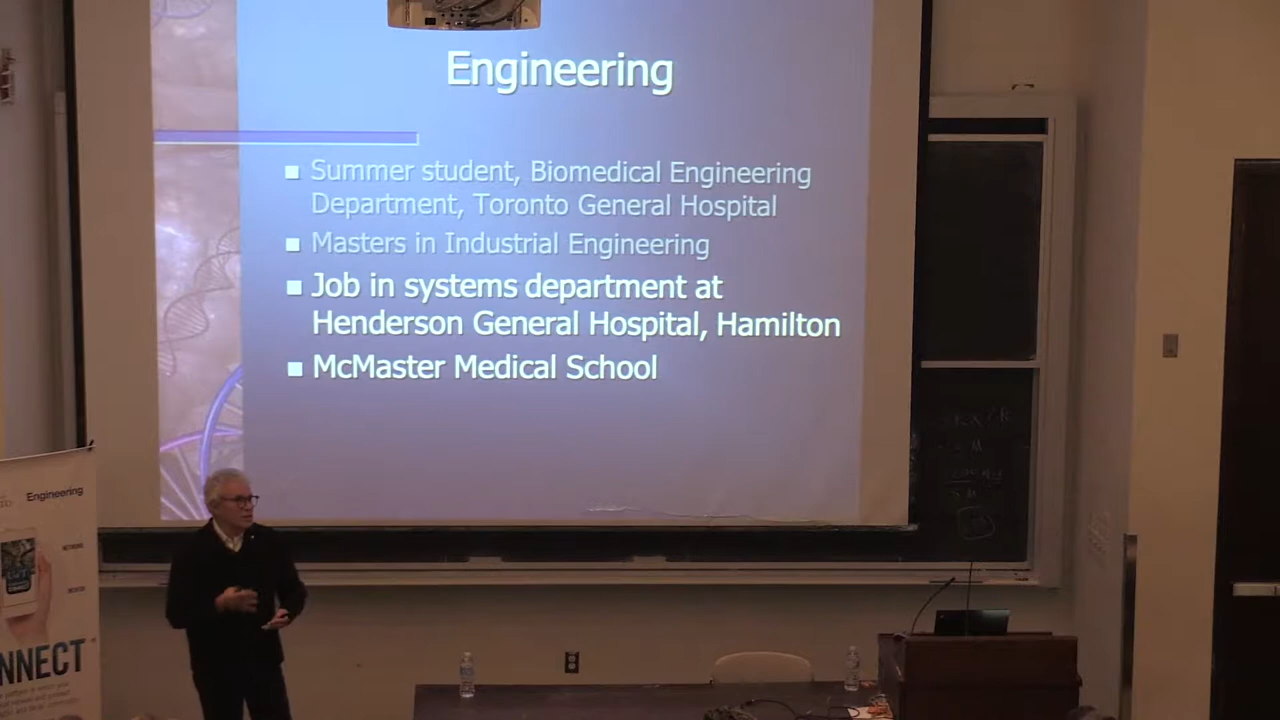 Engineering
Summer student, Biomedical Engineering
Department, Toronto General Hospital
Masters in Industrial Engineering
Job in systems department at
Henderson General Hospital, Hamilton
McMaster Medical School
Engineering
NNECT